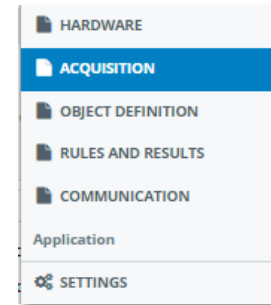 HARDWARE
ACQUISITION
OBJECT DEFINITION
RULES AND RESULTS
COMMUNICATION
Application
SETTINGS